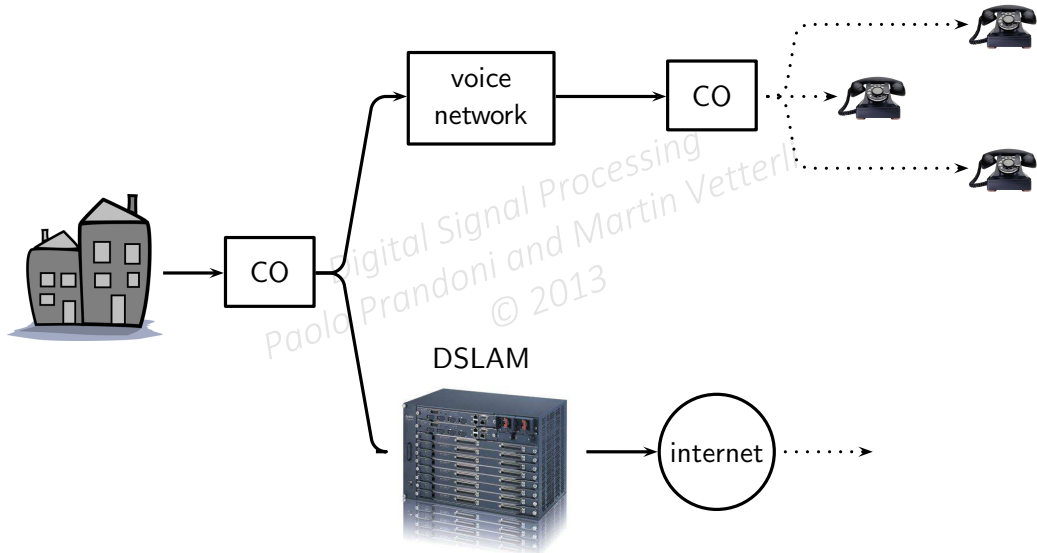 voice
network
CO
CO
Digital Signal Processing
Paolo Prandoni and Martin Vetterli
© 2013
DSLAM
internet